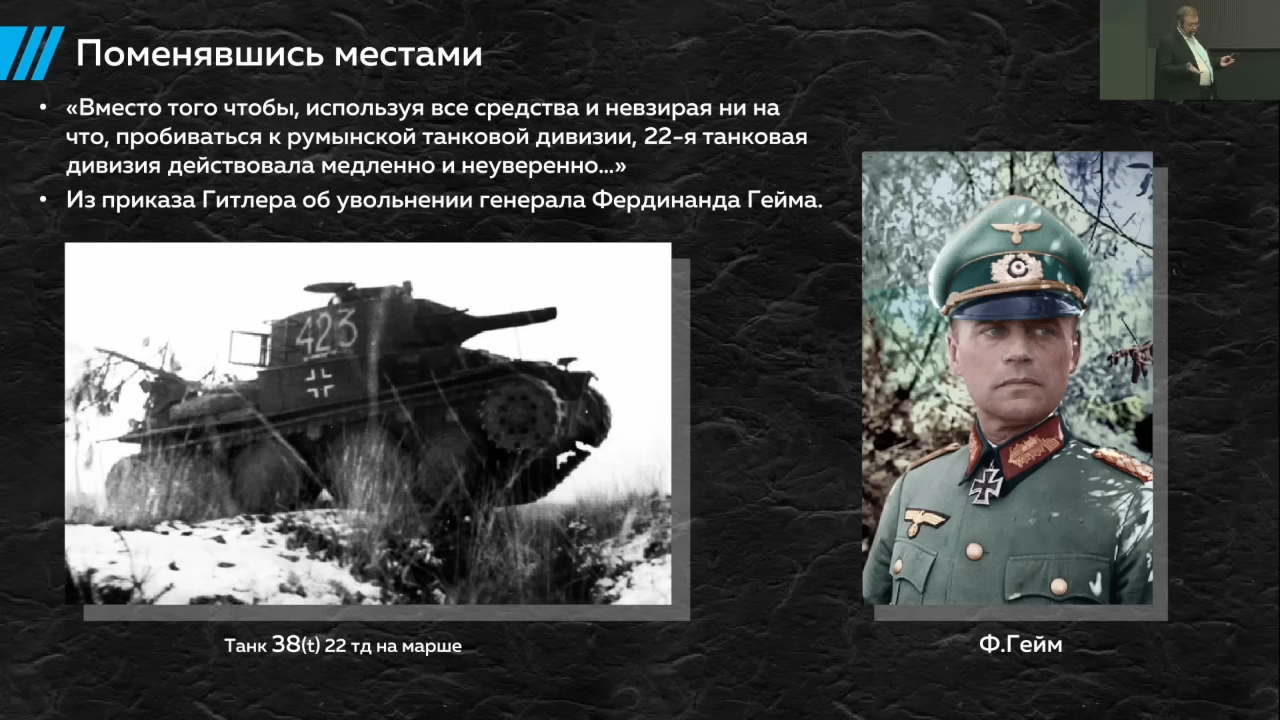 Поменявшись местами
• «Вместо того чтобы, используя все средства и невзирая ни на
что, пробиваться к румынской танковой дивизии, 22-я танковая
дивизия действовала медленно и неуверенно...»
• Из приказа Гитлера об увольнении генерала Фердинанда Гейма.
423
Танк 38(t) 22 тд на марше
Ф.Гейм